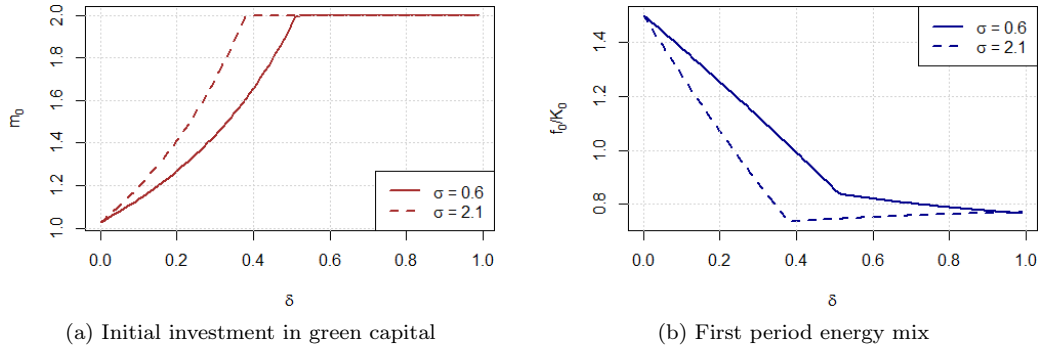 2.0
1.8
1.6
1.4
1.2
1.0
m₀
0.0 0.2 0.4 0.6 0.8 1.0
δ
σ = 0.6
σ = 2.1
(a) Initial investment in green capital
1.4
1.2
1.0
0.8
f₀/K₀
0.0 0.2 0.4 0.6 0.8 1.0
δ
σ = 0.6
σ = 2.1
(b) First period energy mix